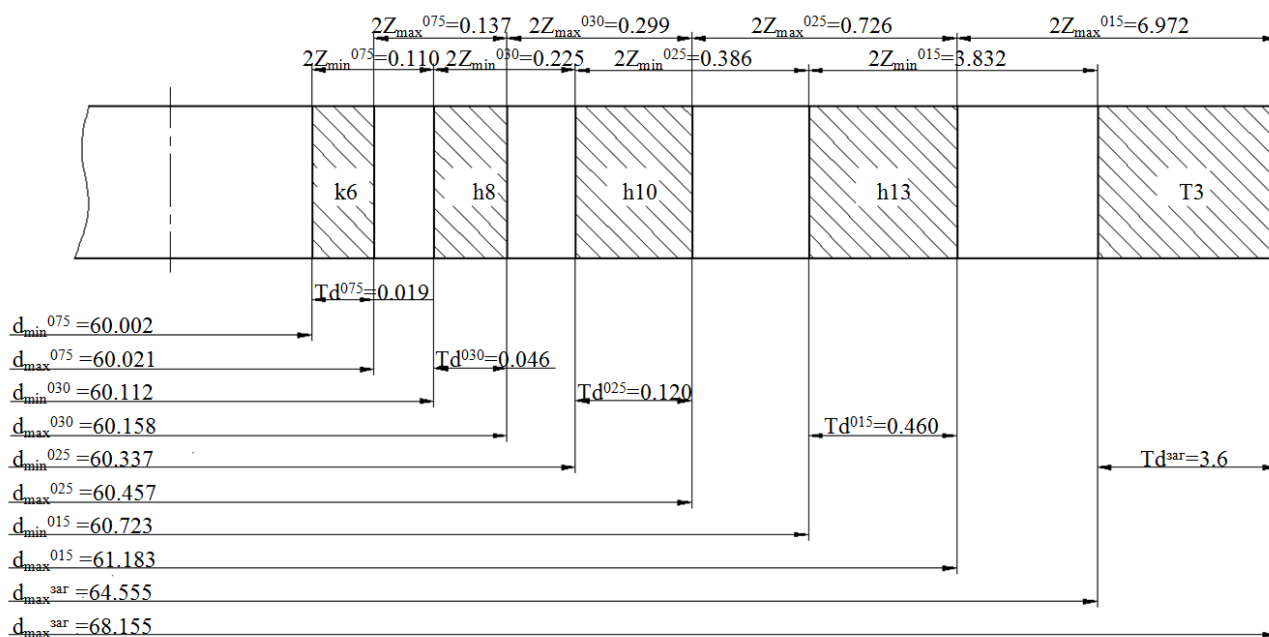 2Zmax⁰⁷⁵=0.137 2Zmax⁰³⁰=0.299 2Zmax⁰²⁵=0.726 2Zmax⁰¹⁵=6.972
2Zmin⁰⁷⁵=0.110 2Zmin⁰³⁰=0.225 2Zmin⁰²⁵=0.386 2Zmin⁰¹⁵=3.832
k6 h8 h10 h13 T3
Td⁰⁷⁵=0.019
dmin⁰⁷⁵=60.002
dmax⁰⁷⁵=60.021 Td⁰³⁰=0.046
dmin⁰³⁰=60.112 Td⁰²⁵=0.120
dmax⁰³⁰=60.158 Td⁰¹⁵=0.460
dmin⁰²⁵=60.337 Tdзаг=3.6
dmax⁰²⁵=60.457
dmin⁰¹⁵=60.723
dmax⁰¹⁵=61.183
dmaxзаг=64.555
dmaxзаг=68.155